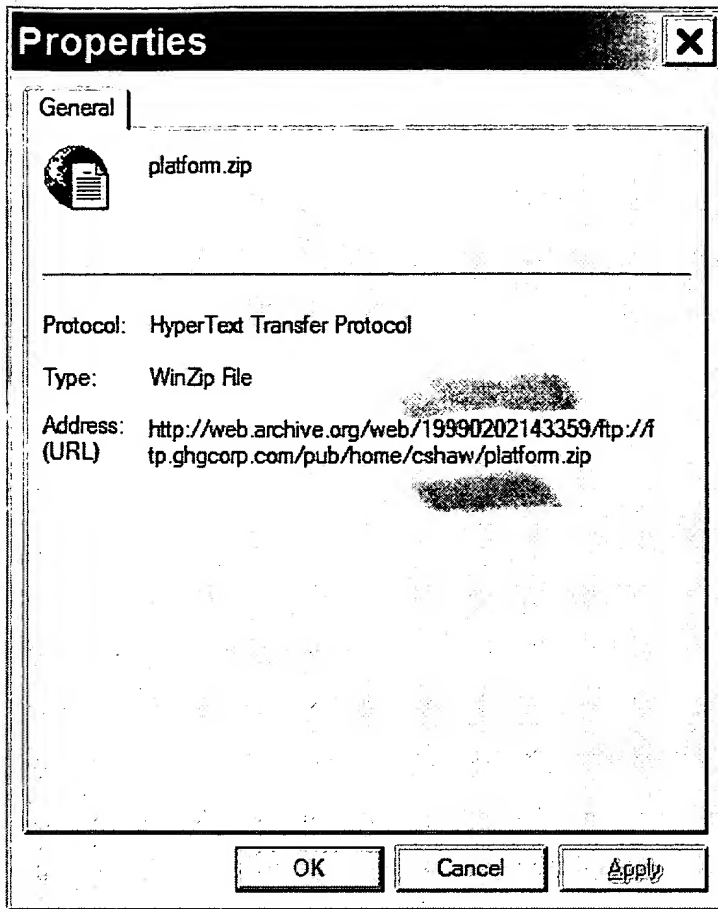 Properties
General
platform.zip
Protocol: HyperText Transfer Protocol
Type: WinZip File
Address: http://web.archive.org/web/19990202143359/ftp://f
(URL) tp.ghgcorp.com/pub/home/cshaw/platform.zip
OK Cancel Apply